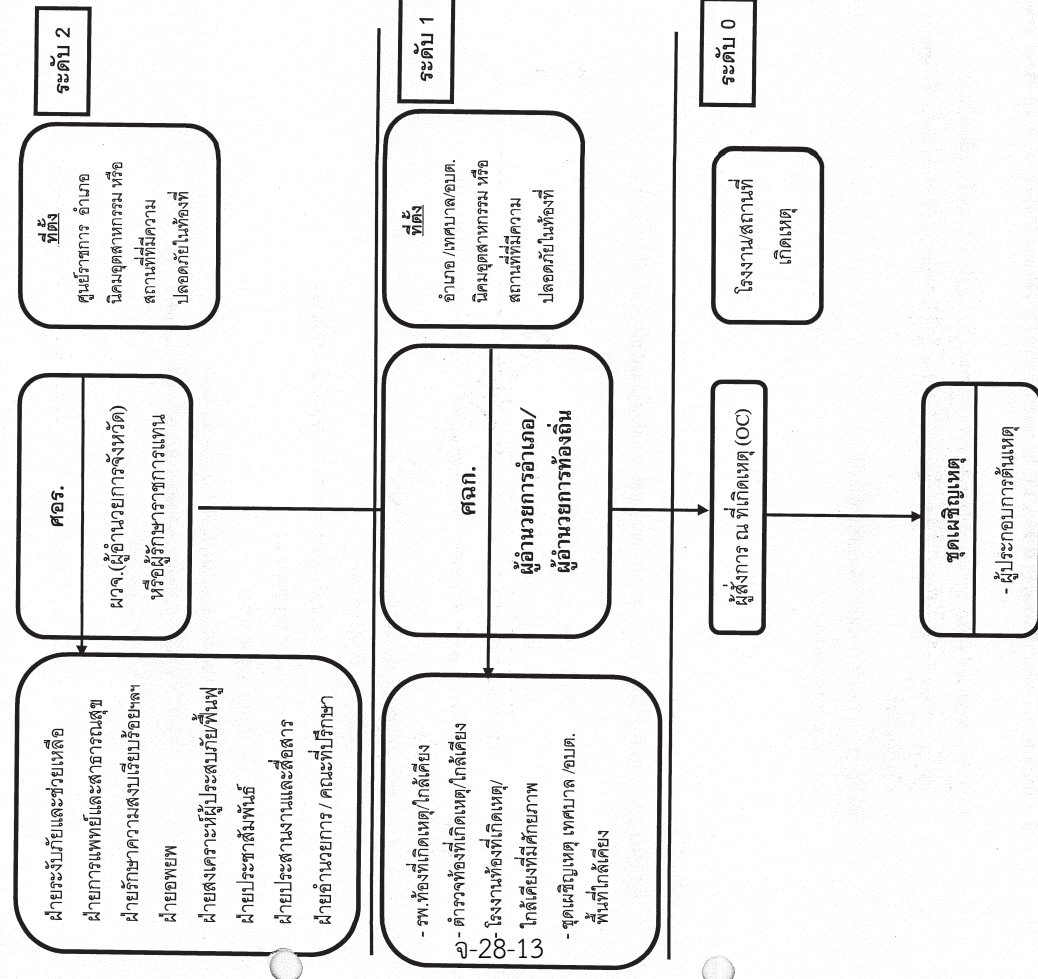 ระดับ 2
ที่ตั้ง
ศูนย์ราชการ อำเภอ
นิคมอุตสาหกรรม หรือ
สถานที่ที่มีความ
ปลอดภัยในท้องที่
ศอร.
ผวจ.(ผู้อำนวยการจังหวัด)
หรือผู้รักษาราชการแทน
ฝ่ายระงับภัยและช่วยเหลือ
ฝ่ายการแพทย์และสาธารณสุข
ฝ่ายรักษาความสงบเรียบร้อยฯลฯ
ฝ่ายอพยพ
ฝ่ายสงเคราะห์ผู้ประสบภัย/ฟื้นฟู
ฝ่ายประชาสัมพันธ์
ฝ่ายประสานงานและสื่อสาร
ฝ่ายอำนวยการ / คณะที่ปรึกษา
ระดับ 1
ที่ตั้ง
อำเภอ /เทศบาล/อบต.
นิคมอุตสาหกรรม หรือ
สถานที่ที่มีความ
ปลอดภัยในท้องที่
ศฉก.
ผู้อำนวยการอำเภอ/
ผู้อำนวยการท้องถิ่น
- รพ.ท้องที่เกิดเหตุ/ใกล้เคียง
- ตำรวจท้องที่เกิดเหตุ/ใกล้เคียง
- โรงงานท้องที่เกิดเหตุ/
ใกล้เคียงที่มีศักยภาพ
- ชุดเผชิญเหตุ เทศบาล /อบต.
พื้นที่ใกล้เคียง
ระดับ 0
โรงงาน/สถานที่
เกิดเหตุ
ผู้สั่งการ ณ ที่เกิดเหตุ (OC)
ชุดเผชิญเหตุ
- ผู้ประกอบการต้นเหตุ
จ-28-13